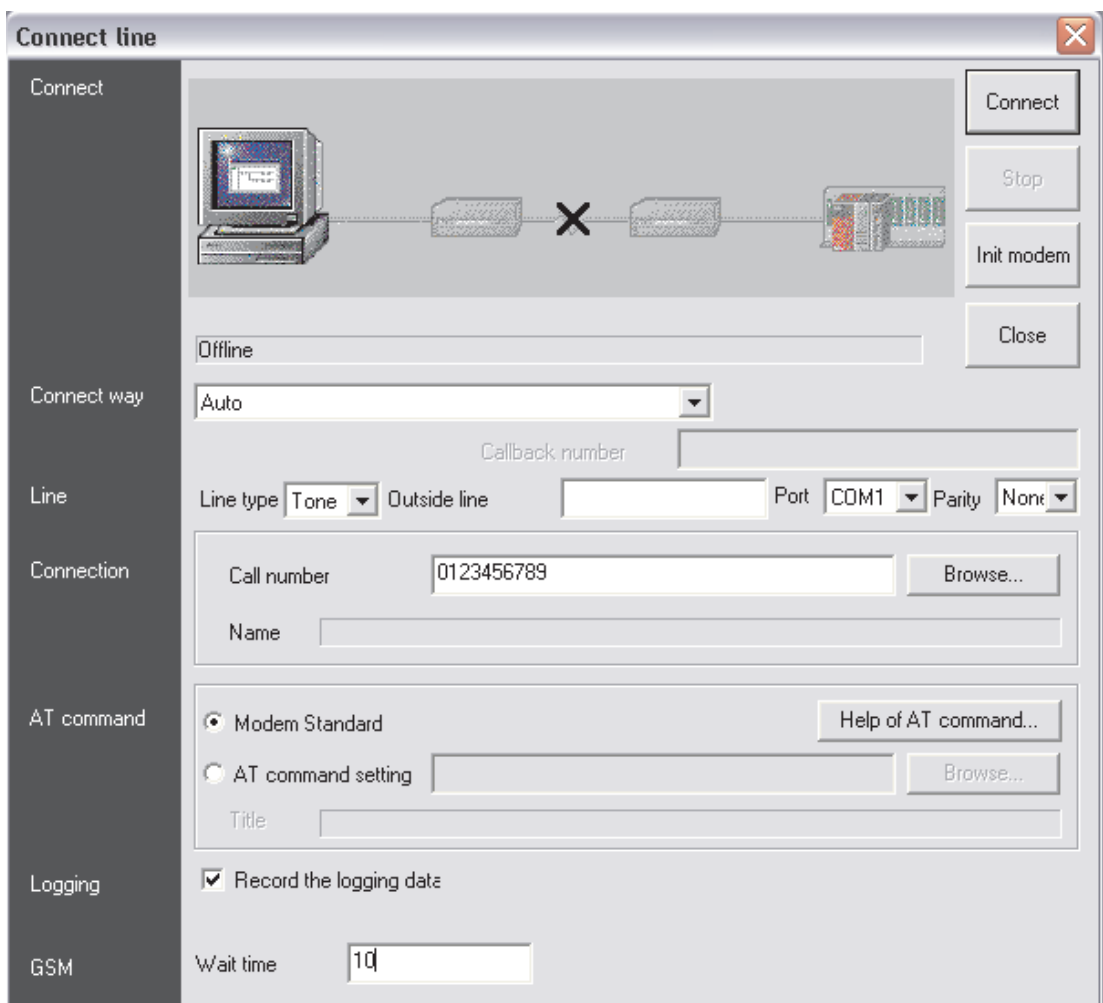 Connect line
Connect
Connect
Stop
Init modem
Close
Offline
Connect way
Auto
Callback number
Line
Line type Tone Outside line Port COM1 Parity None
Connection
Call number 0123456789 Browse...
Name
AT command
Modem Standard Help of AT command...
AT command setting Browse...
Title
Logging
Record the logging data
GSM
Wait time 10